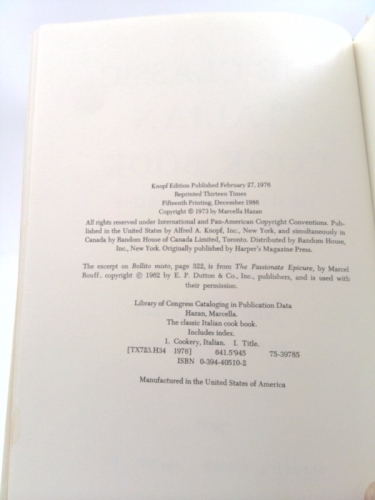 Knopf Edition Published February 27, 1976
Reprinted Thirteen Times
Fifteenth Printing, December 1986
Copyright © 1973 by Marcella Hazan
All rights reserved under International and Pan-American Copyright Conventions. Pub-
lished in the United States by Alfred A. Knopf, Inc., New York, and simultaneously in
Canada by Random House of Canada Limited, Toronto. Distributed by Random House,
Inc., New York. Originally published by Harper's Magazine Press.
The excerpt on Bollito misto, page 322, is from The Passionate Epicure, by Marcel
Rouff, copyright © 1962 by E. P. Dutton & Co., Inc., publishers, and is used with
their permission.
Library of Congress Cataloging in Publication Data
Hazan, Marcella.
The classic Italian cook book.
Includes index.
1. Cookery, Italian. I. Title.
[TX723.H34 1976] 641.5'945 75-39765
ISBN 0-394-40510-2
Manufactured in the United States of America